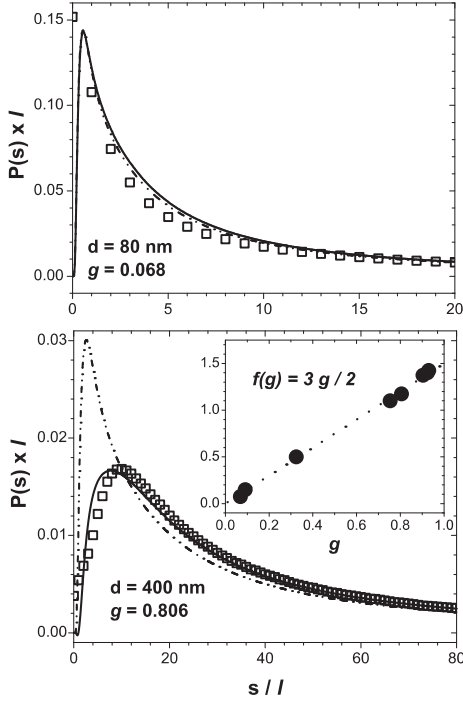 0.15
0.10
0.05
0.00
P(s) x l
d = 80 nm
g = 0.068
0 5 10 15 20
0.03
0.02
0.01
0.00
P(s) x l
f(g) = 3 g / 2
1.5
1.0
0.5
0.0
0.0 0.2 0.4 0.6 0.8 1.0
g
d = 400 nm
g = 0.806
0 20 40 60 80
s / l